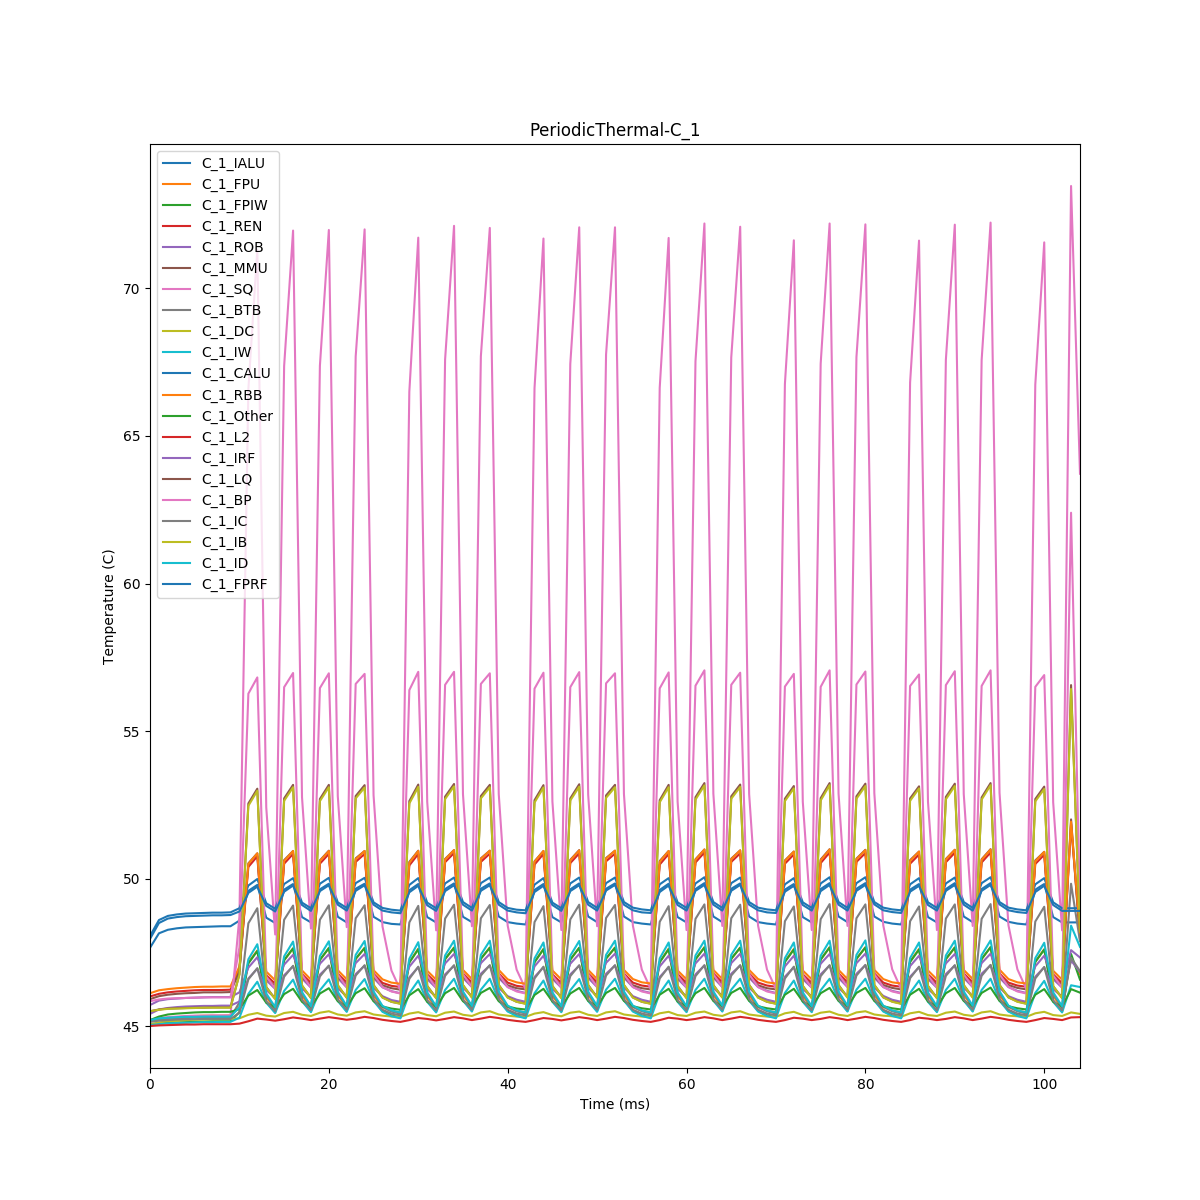 PeriodicThermal-C_1
C_1_IALU
C_1_FPU
C_1_FPIW
C_1_REN
C_1_ROB
C_1_MMU
C_1_SQ
C_1_BTB
C_1_DC
C_1_IW
C_1_CALU
C_1_RBB
C_1_Other
C_1_L2
C_1_IRF
C_1_LQ
C_1_BP
C_1_IC
C_1_IB
C_1_ID
C_1_FPRF
70
65
60
55
50
45
Temperature (C)
0 20 40 60 80 100
Time (ms)